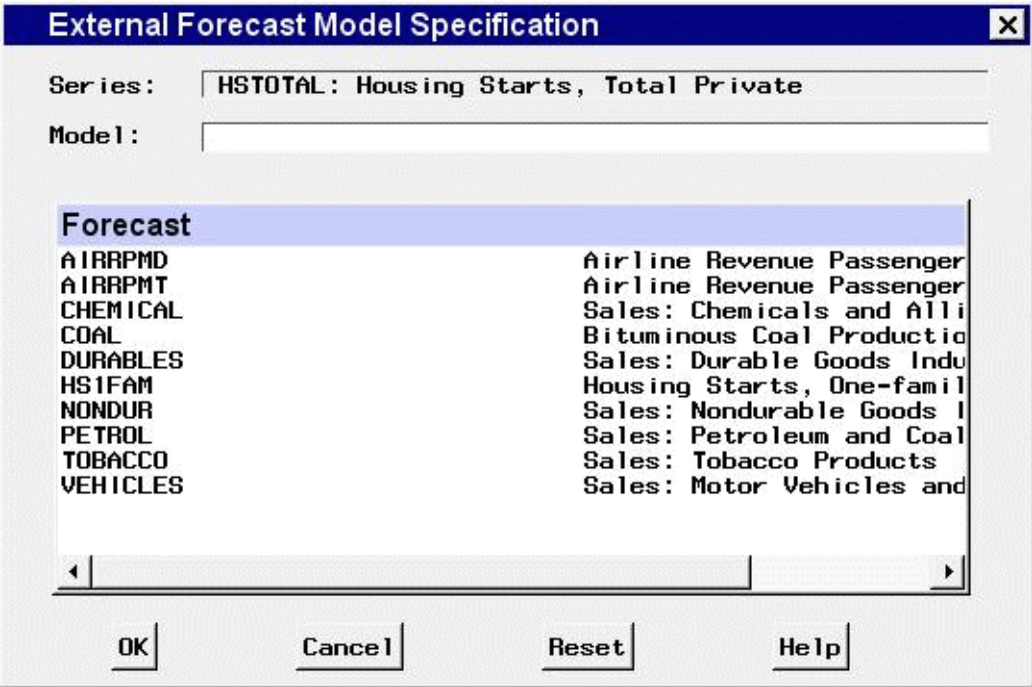 External Forecast Model Specification
Series: HSTOTAL: Housing Starts, Total Private
Model:
Forecast
AIRRPMD Airline Revenue Passenger
AIRRPMT Airline Revenue Passenger
CHEMICAL Sales: Chemicals and Alli
COAL Bituminous Coal Productio
DURABLES Sales: Durable Goods Indu
HS1FAM Housing Starts, One-famil
NONDUR Sales: Nondurable Goods I
PETROL Sales: Petroleum and Coal
TOBACCO Sales: Tobacco Products
VEHICLES Sales: Motor Vehicles and
OK Cancel Reset Help